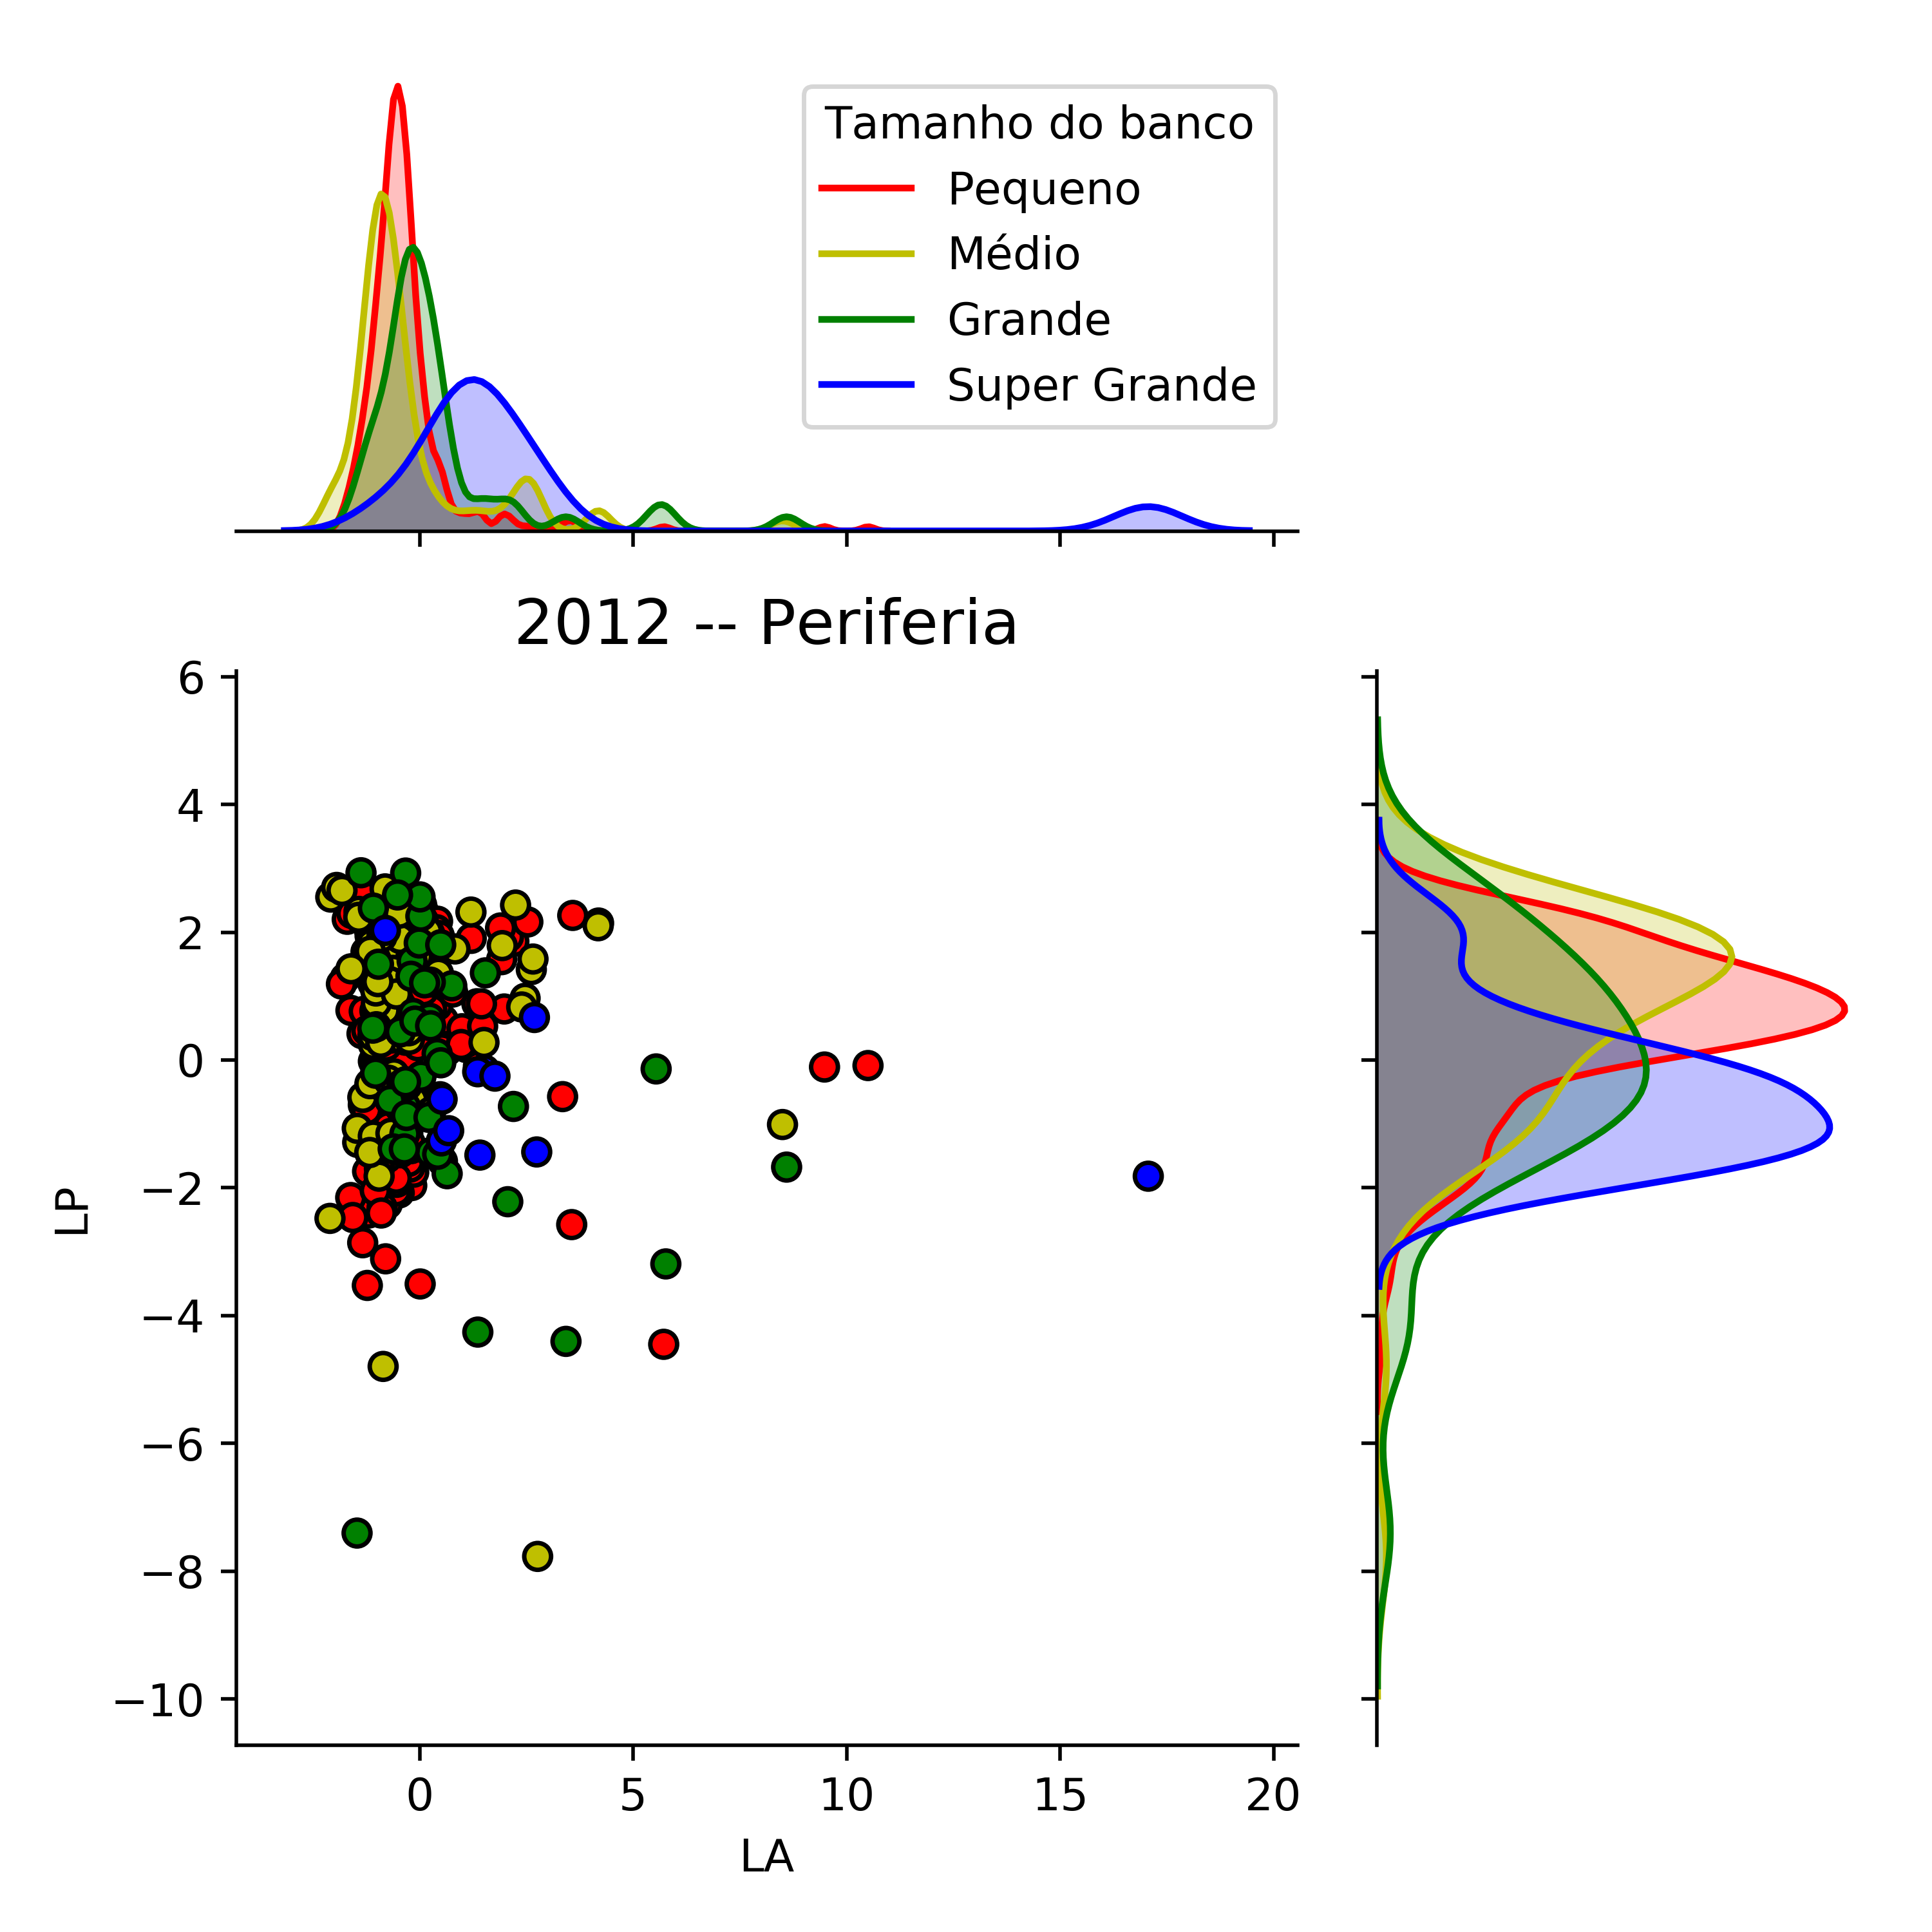 Tamanho do banco
Pequeno
Médio
Grande
Super Grande
2012 -- Periferia
6
4
2
0
−2
−4
−6
−8
−10
LP
0 5 10 15 20
LA